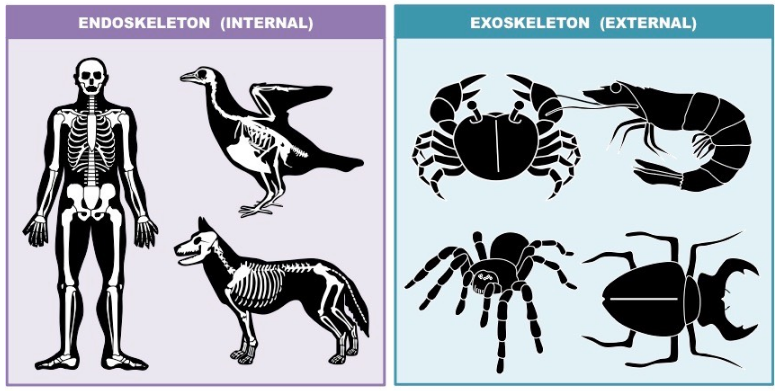 ENDOSKELETON (INTERNAL)
EXOSKELETON (EXTERNAL)